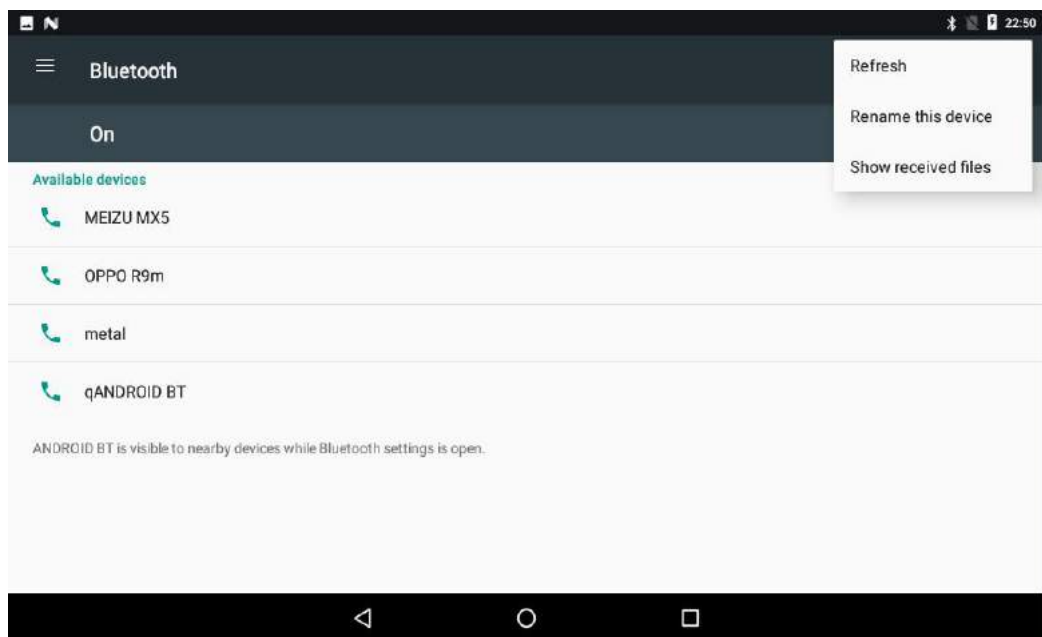 22:50
Bluetooth
Refresh
Rename this device
On
Show received files
Available devices
MEIZU MX5
OPPO R9m
metal
qANDROID BT
ANDROID BT is visible to nearby devices while Bluetooth settings is open.